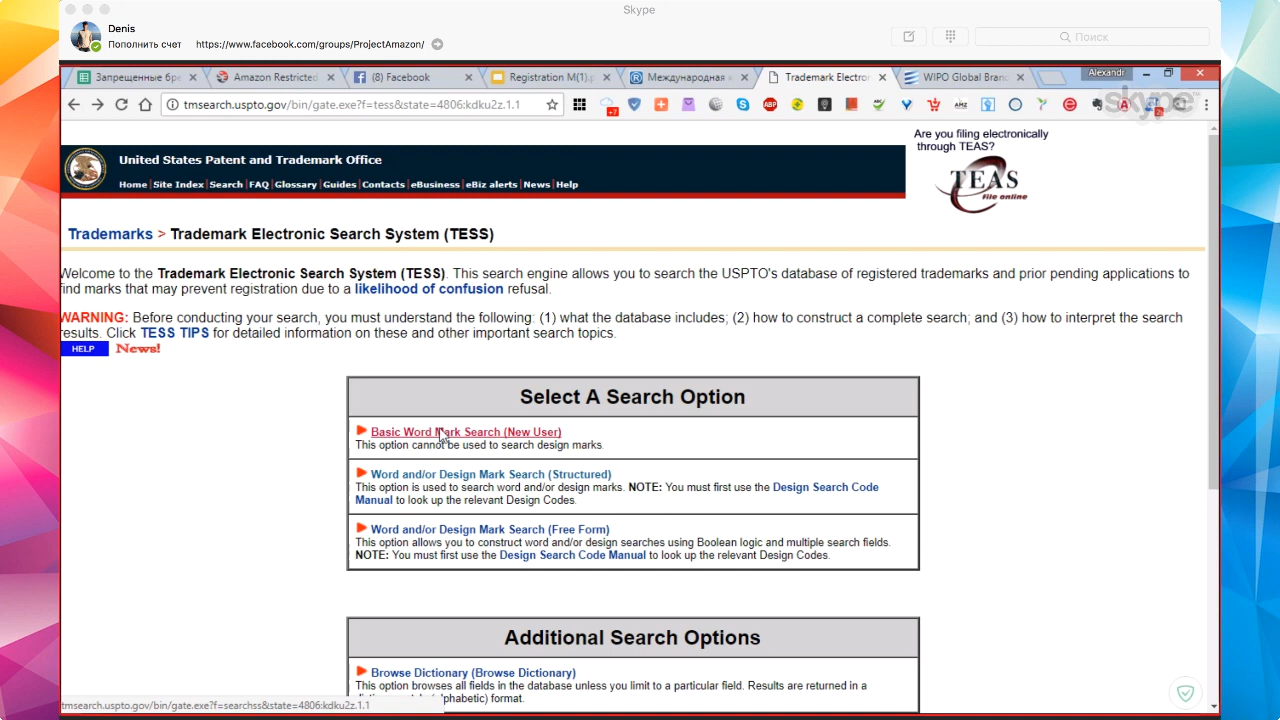 Skype
Denis
Пополнить счет https://www.facebook.com/groups/ProjectAmazon/
Поиск
Запрещенные бре
Amazon Restricted
(8) Facebook
Registration M(1).p
Международная к
Trademark Electron
WIPO Global Brand
Alexandr
tmsearch.uspto.gov/bin/gate.exe?f=tess&state=4806:kdku2z.1.1
skype™
Are you filing electronically
through TEAS?
TEAS
file online
United States Patent and Trademark Office
Home | Site Index | Search | FAQ | Glossary | Guides | Contacts | eBusiness | eBiz alerts | News | Help
Trademarks > Trademark Electronic Search System (TESS)
Welcome to the Trademark Electronic Search System (TESS). This search engine allows you to search the USPTO's database of registered trademarks and prior pending applications to
find marks that may prevent registration due to a likelihood of confusion refusal.
WARNING: Before conducting your search, you must understand the following: (1) what the database includes; (2) how to construct a complete search; and (3) how to interpret the search
results. Click TESS TIPS for detailed information on these and other important search topics.
HELP News!
Select A Search Option
Basic Word Mark Search (New User)
This option cannot be used to search design marks.
Word and/or Design Mark Search (Structured)
This option is used to search word and/or design marks. NOTE: You must first use the Design Search Code
Manual to look up the relevant Design Codes.
Word and/or Design Mark Search (Free Form)
This option allows you to construct word and/or design searches using Boolean logic and multiple search fields.
NOTE: You must first use the Design Search Code Manual to look up the relevant Design Codes.
Additional Search Options
Browse Dictionary (Browse Dictionary)
This option browses all fields in the database unless you limit to a particular field. Results are returned in a
phabetic) format.
tmsearch.uspto.gov/bin/gate.exe?f=searchss&state=4806:kdku2z.1.1